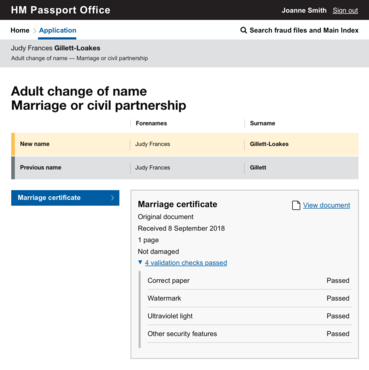 HM Passport Office
Joanne Smith Sign out
Home Application Search fraud files and Main Index
Judy Frances Gillett-Loakes
Adult change of name — Marriage or civil partnership
Adult change of name
Marriage or civil partnership
Forenames Surname
New name Judy Frances Gillett-Loakes
Previous name Judy Frances Gillett
Marriage certificate
Marriage certificate View document
Original document
Received 8 September 2018
1 page
Not damaged
4 validation checks passed
Correct paper Passed
Watermark Passed
Ultraviolet light Passed
Other security features Passed